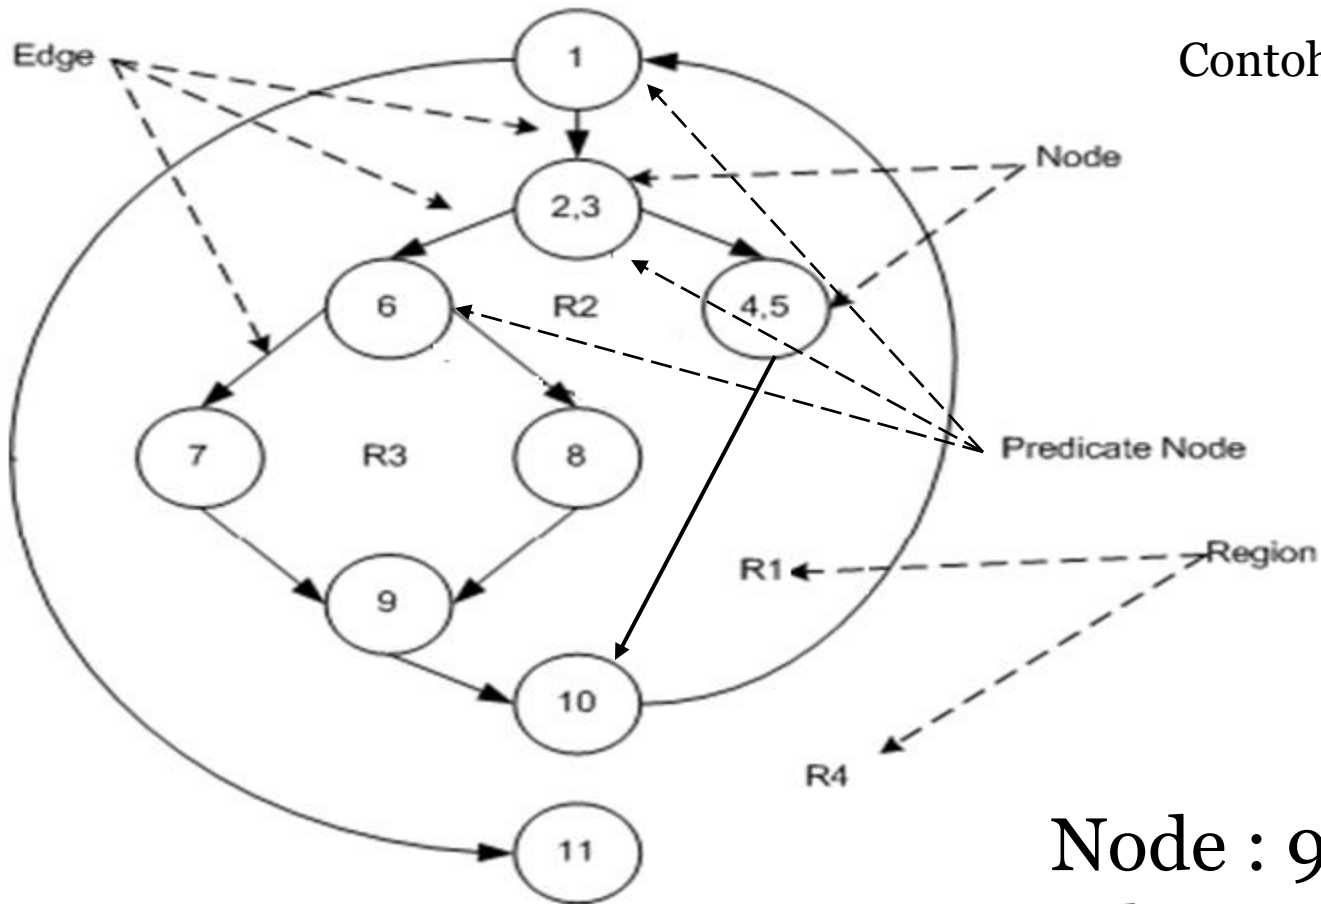 1
Edge
Contoh
Node
2,3
6
R2
4,5
7
R3
8
Predicate Node
R1
Region
9
10
R4
11
Node : 9